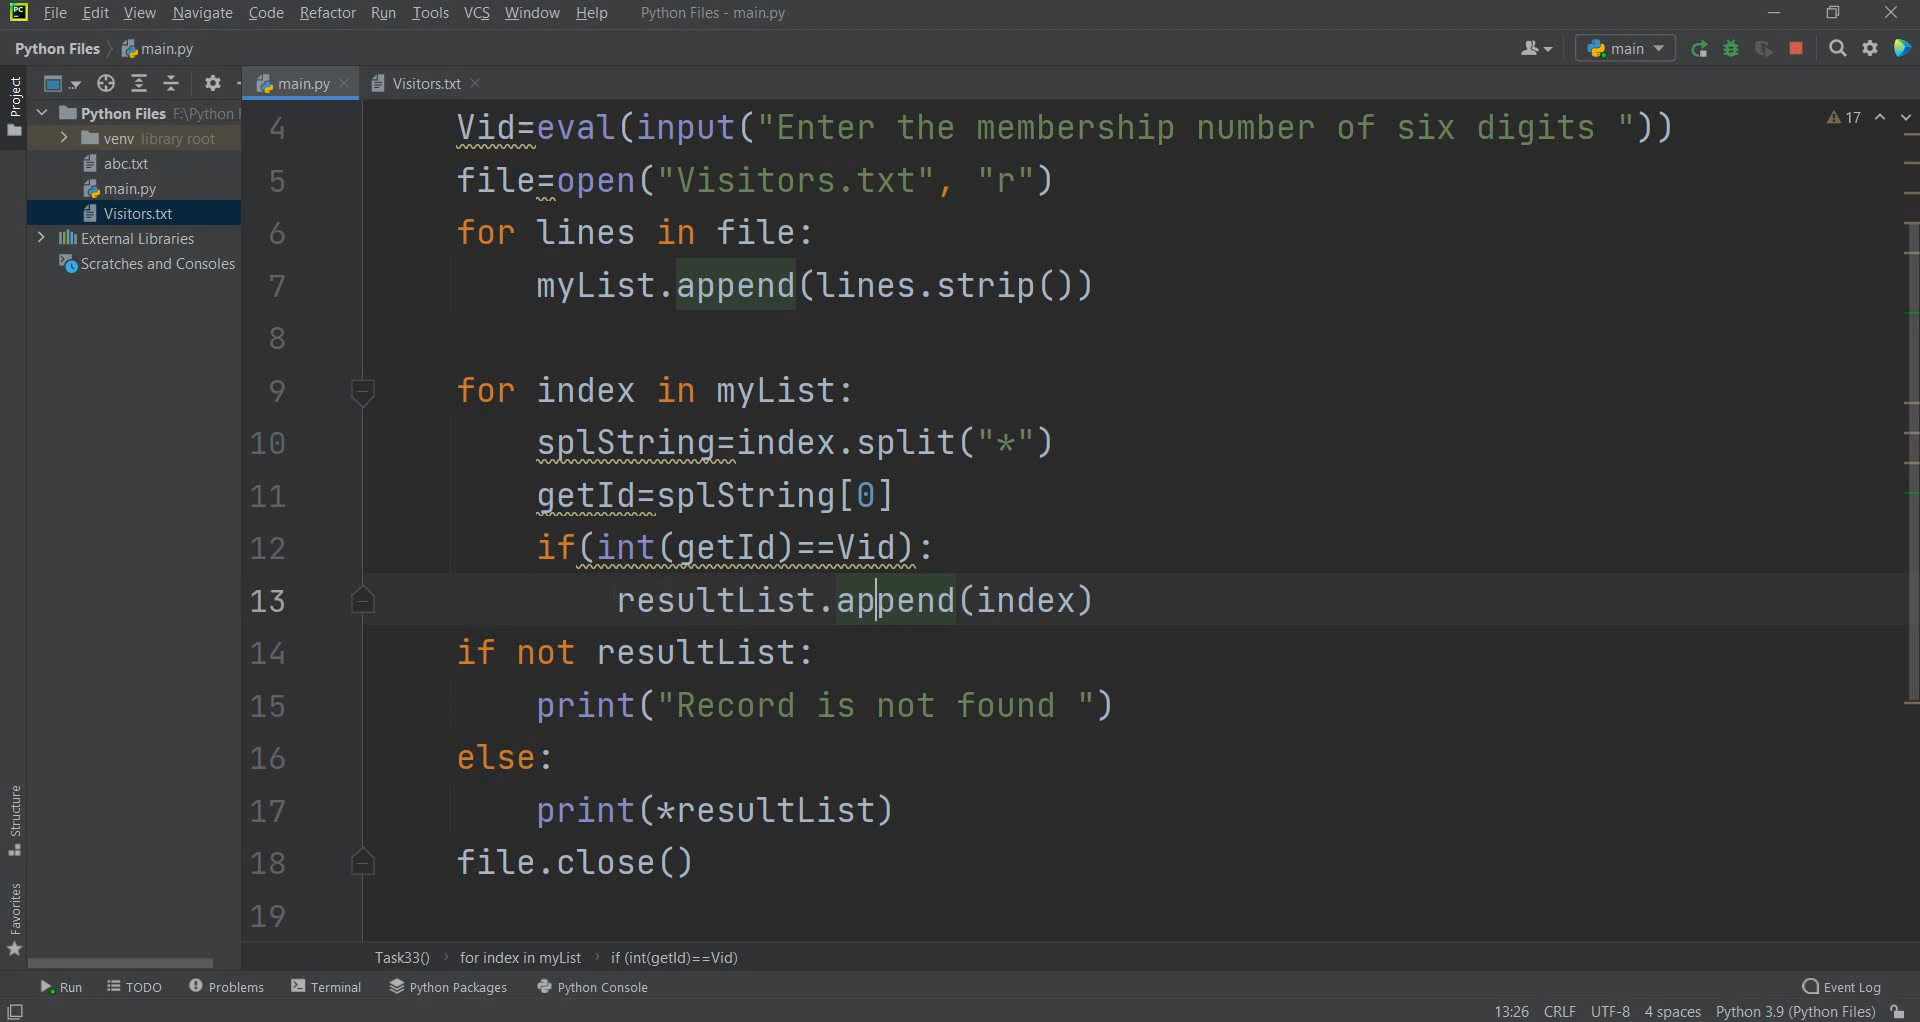 PC File Edit View Navigate Code Refactor Run Tools VCS Window Help Python Files - main.py
Python Files main.py main
main.py Visitors.txt
Project
Python Files F:\Python
venv library root
abc.txt
main.py
Visitors.txt
External Libraries
Scratches and Consoles
17
4 Vid=eval(input("Enter the membership number of six digits "))
5 file=open("Visitors.txt", "r")
6 for lines in file:
7 myList.append(lines.strip())
8
9 for index in myList:
10 splString=index.split("*")
11 getId=splString[0]
12 if(int(getId)==Vid):
13 resultList.append(index)
14 if not resultList:
15 print("Record is not found ")
16 else:
17 print(*resultList)
18 file.close()
19
Structure
Favorites
Task33() for index in myList if (int(getId)==Vid)
Run TODO Problems Terminal Python Packages Python Console Event Log
13:26 CRLF UTF-8 4 spaces Python 3.9 (Python Files)